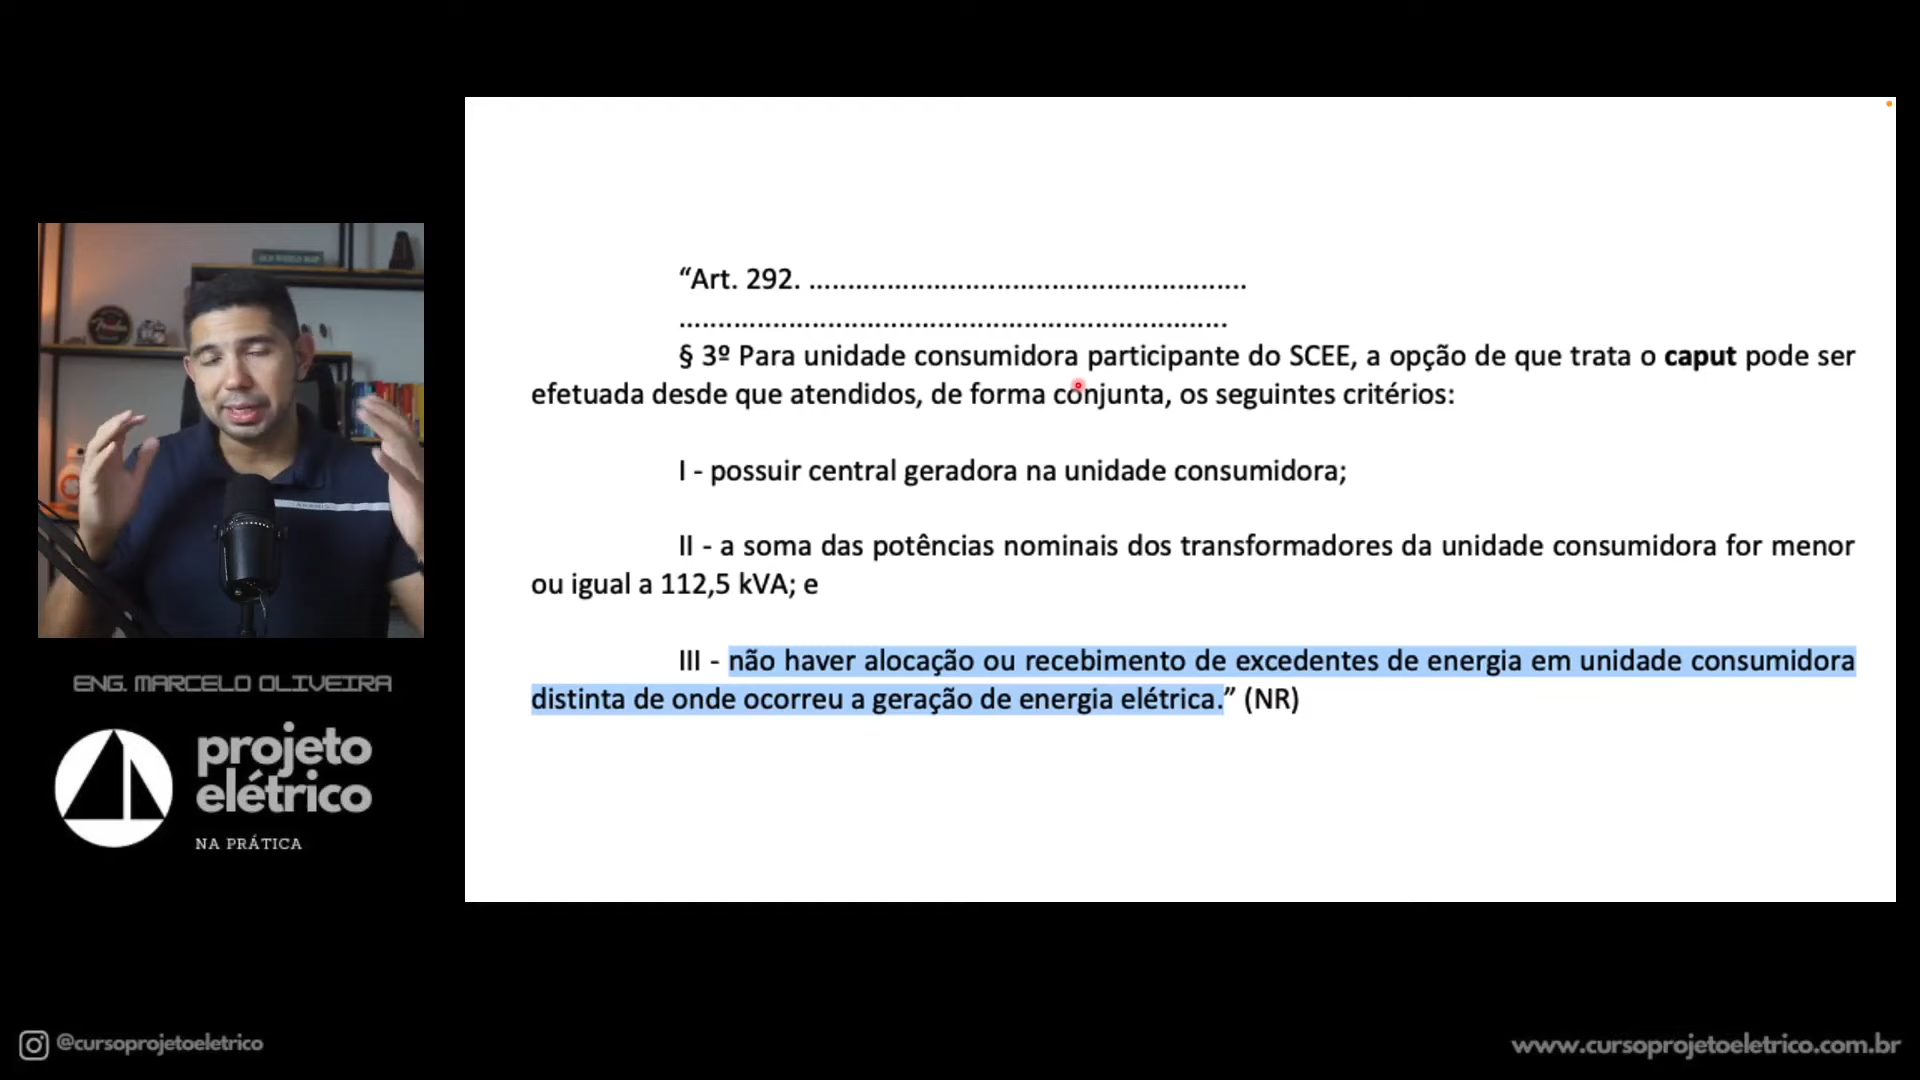 “Art. 292. ..........................................................
........................................................................
§ 3º Para unidade consumidora participante do SCEE, a opção de que trata o caput pode ser
efetuada desde que atendidos, de forma conjunta, os seguintes critérios:
I - possuir central geradora na unidade consumidora;
II - a soma das potências nominais dos transformadores da unidade consumidora for menor
ou igual a 112,5 kVA; e
III - não haver alocação ou recebimento de excedentes de energia em unidade consumidora
distinta de onde ocorreu a geração de energia elétrica.” (NR)
ENG. MARCELO OLIVEIRA
projeto
elétrico
NA PRÁTICA
@cursoprojetoeletrico
www.cursoprojetoeletrico.com.br